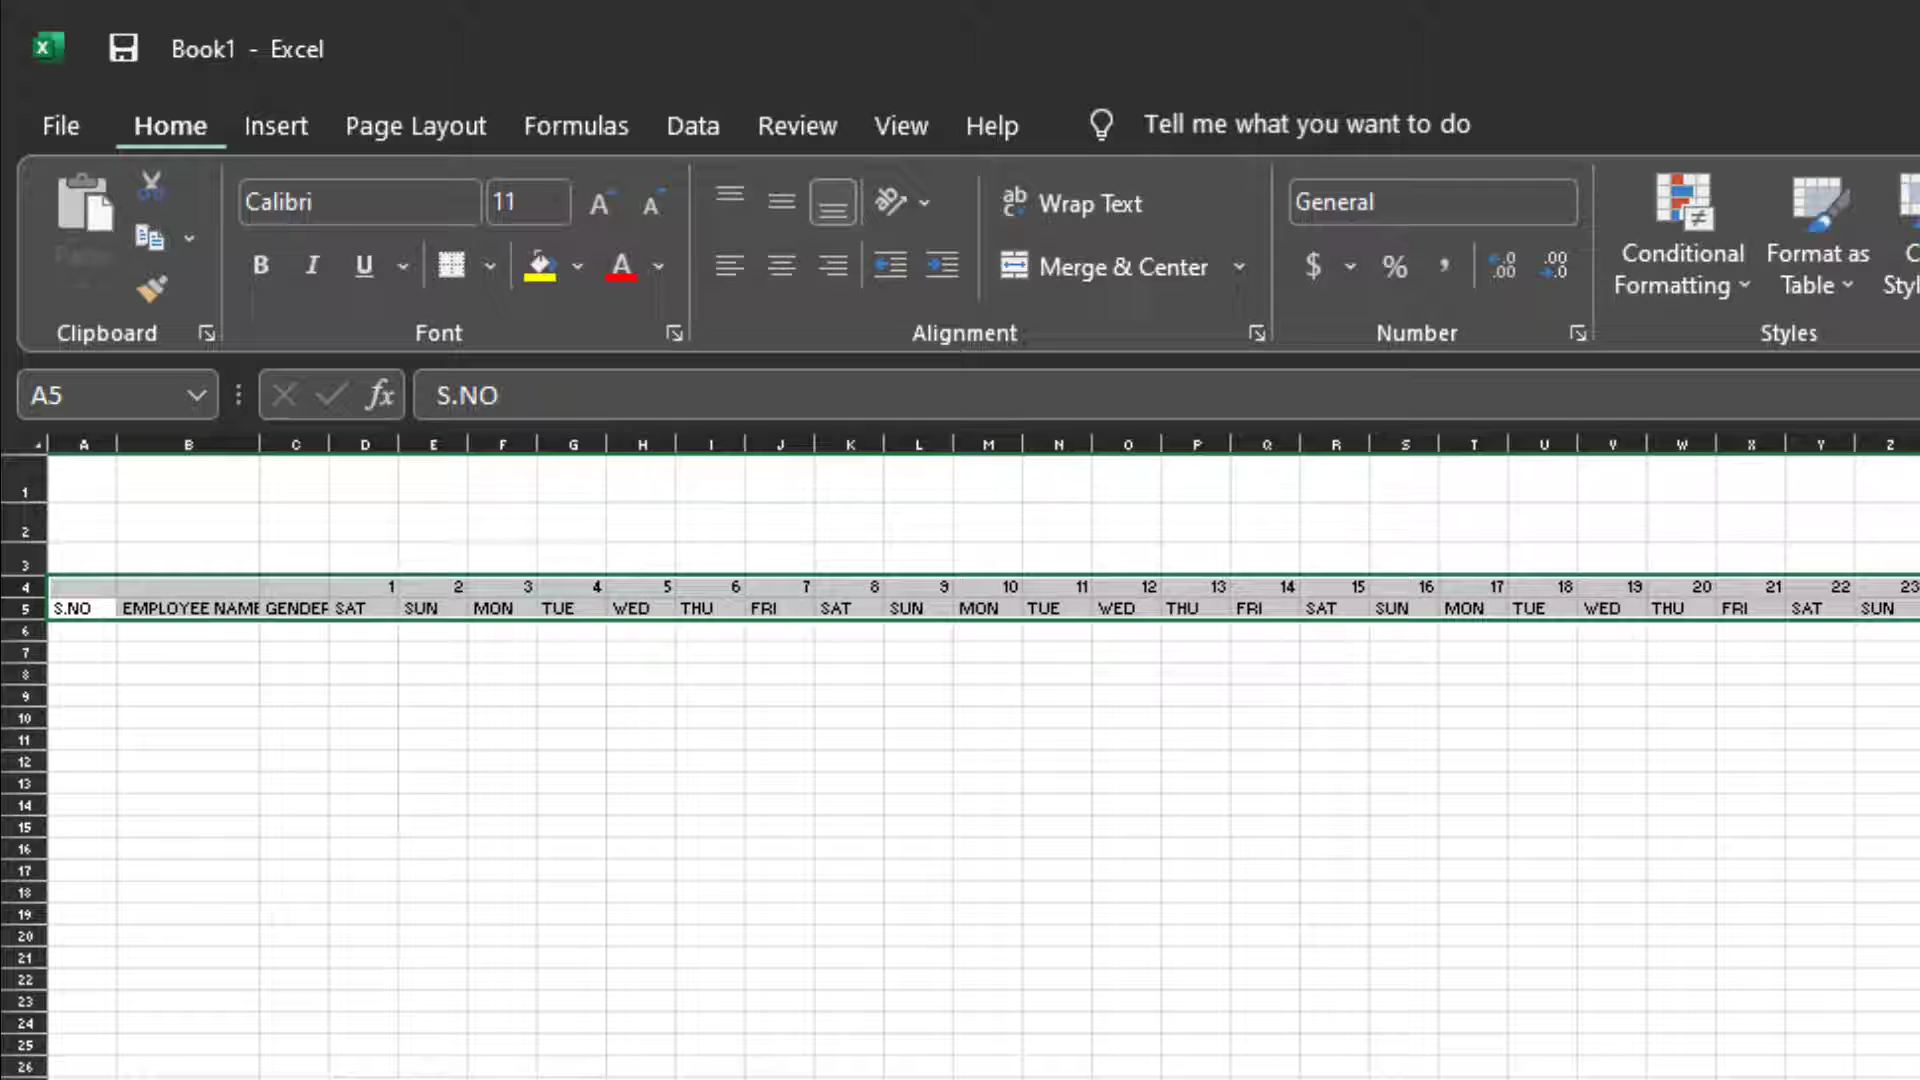 Book1 - Excel
File Home Insert Page Layout Formulas Data Review View Help Tell me what you want to do
Calibri 11 A A ab c Wrap Text General
B I U A Merge & Center $ % , .0 .00 .00 .0
Conditional Formatting Format as Table
Clipboard Font Alignment Number Styles
A5 fx S.NO
A B C D E F G H I J K L M N O P Q R S T U V W X Y Z
1
2
3
4 1 2 3 4 5 6 7 8 9 10 11 12 13 14 15 16 17 18 19 20 21 22 23
5 S.NO EMPLOYEE NAME GENDER SAT SUN MON TUE WED THU FRI SAT SUN MON TUE WED THU FRI SAT SUN MON TUE WED THU FRI SAT SUN
6
7
8
9
10
11
12
13
14
15
16
17
18
19
20
21
22
23
24
25
26